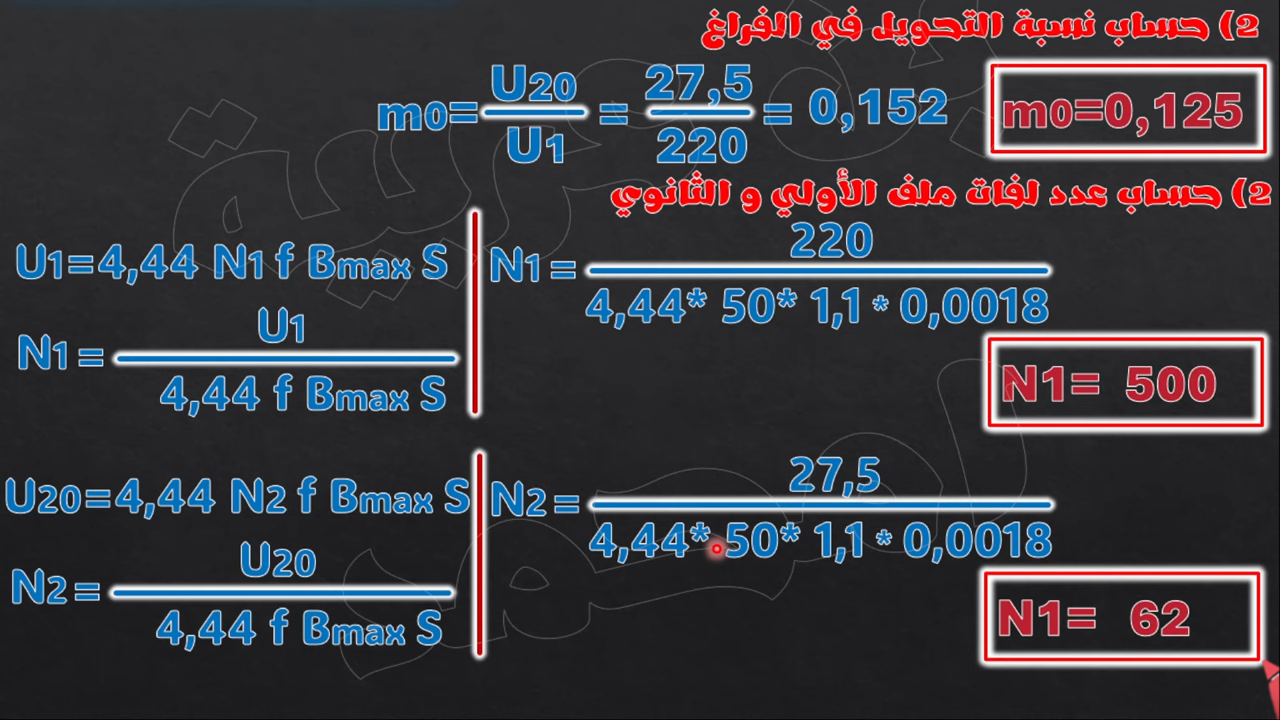 2) حساب نسبة التحويل في الفراغ
m0= U20 / U1 = 27,5 / 220 = 0,152
m0=0,125
2) حساب عدد لفات ملف الأولي و الثانوي
U1=4,44 N1 f Bmax S
N1 = U1 / 4,44 f Bmax S
N1 = 220 / 4,44* 50* 1,1 * 0,0018
N1= 500
U20=4,44 N2 f Bmax S
N2 = U20 / 4,44 f Bmax S
N2 = 27,5 / 4,44* 50* 1,1 * 0,0018
N1= 62